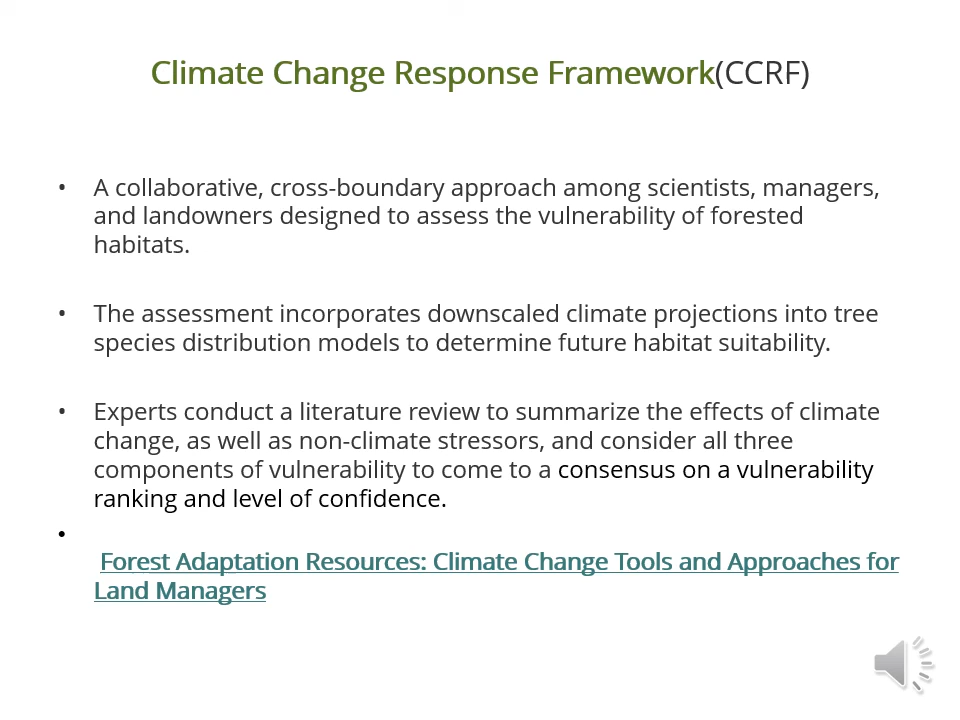 Climate Change Response Framework(CCRF)
• A collaborative, cross-boundary approach among scientists, managers,
and landowners designed to assess the vulnerability of forested
habitats.
• The assessment incorporates downscaled climate projections into tree
species distribution models to determine future habitat suitability.
• Experts conduct a literature review to summarize the effects of climate
change, as well as non-climate stressors, and consider all three
components of vulnerability to come to a consensus on a vulnerability
ranking and level of confidence.
•
Forest Adaptation Resources: Climate Change Tools and Approaches for
Land Managers